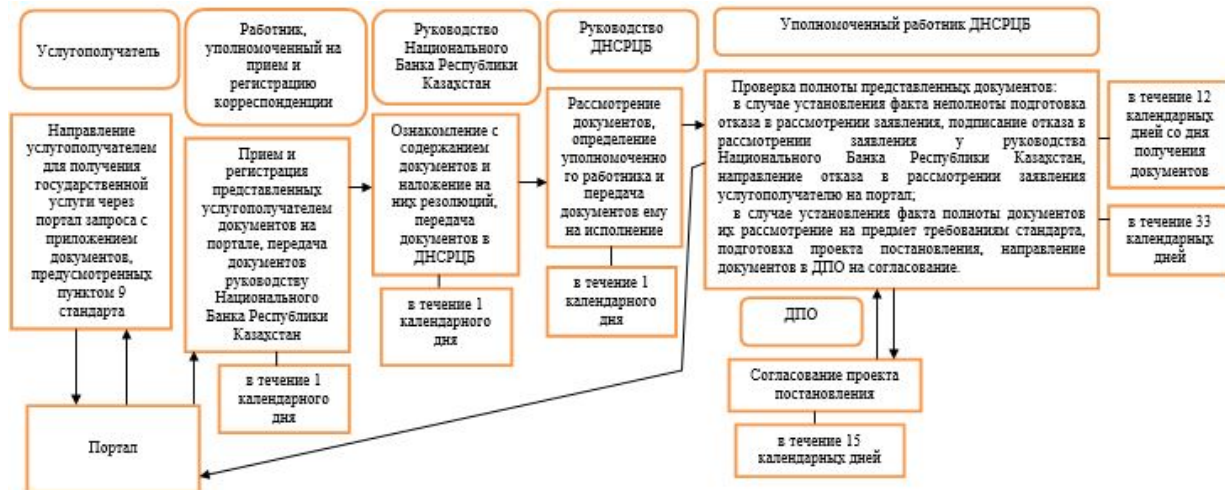 Услугополучатель
Работник,
уполномоченный на
прием и
регистрацию
корреспонденции
Руководство
Национального
Банка Республики
Казахстан
Руководство
ДНСРЦБ
Уполномоченный работник ДНСРЦБ
Направление
услугополучателем
для получения
государственной
услуги через
портал запроса с
приложением
документов,
предусмотренных
пунктом 9
стандарта
Прием и
регистрация
представленных
услугополучателем
документов на
портале, передача
документов
руководству
Национального
Банка Республики
Казахстан
Ознакомление с
содержанием
документов и
наложение на
них резолюций,
передача
документов в
ДНСРЦБ
Рассмотрение
документов,
определение
уполномоченно
го работника и
передача
документов ему
на исполнение
Проверка полноты представленных документов:
в случае установления факта неполноты подготовка
отказа в рассмотрении заявления, подписание отказа в
рассмотрении заявления у руководства
Национального Банка Республики Казахстан,
направление отказа в рассмотрении заявления
услугополучателю на портал;
в случае установления факта полноты документов
их рассмотрение на предмет требованиям стандарта,
подготовка проекта постановления, направление
документов в ДПО на согласование.
в течение 12
календарных
дней со дня
получения
документов
в течение 33
календарных
дней
в течение 1
календарного
дня
в течение 1
календарного
дня
в течение 1
календарного
дня
ДПО
Согласование проекта
постановления
в течение 15
календарных дней
Портал